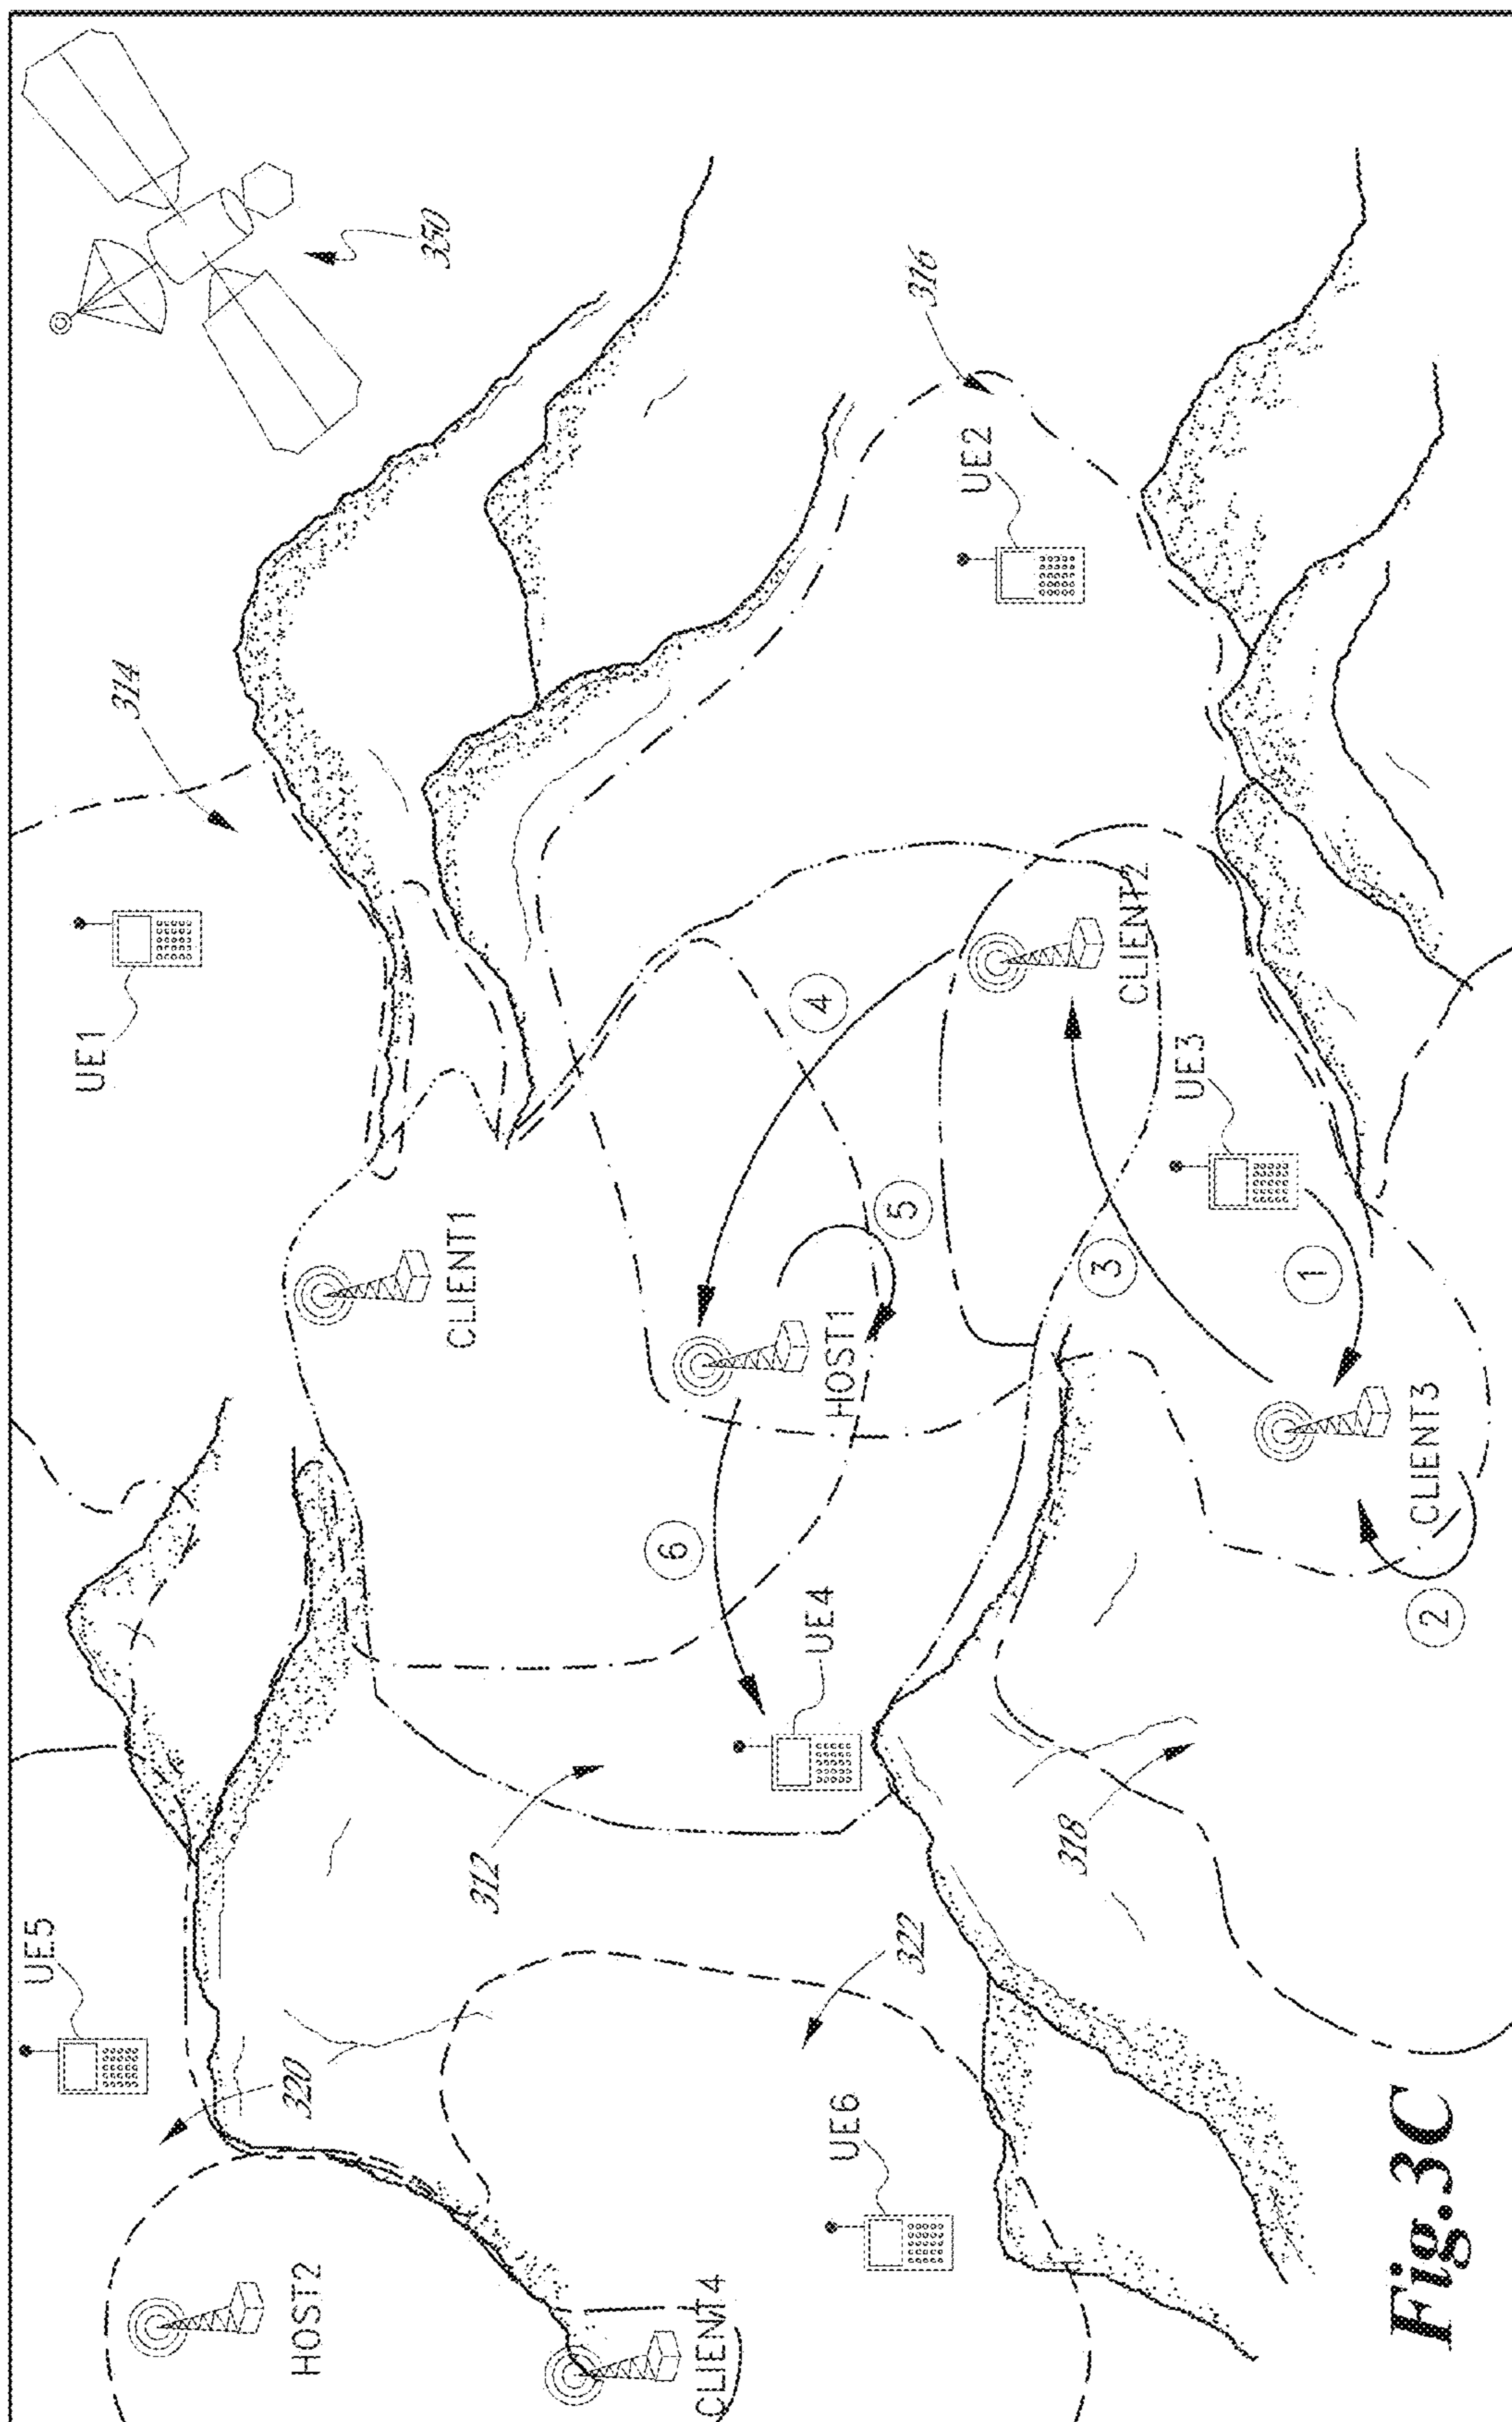 UE5
UE1
314
320
HOST2
350
CLIENT1
312
6
CLIENT4
4
UE4
HOST1
UE6
5
322
316
UE2
318
3
CLIENT2
UE3
1
CLIENT3
2
Fig.3C